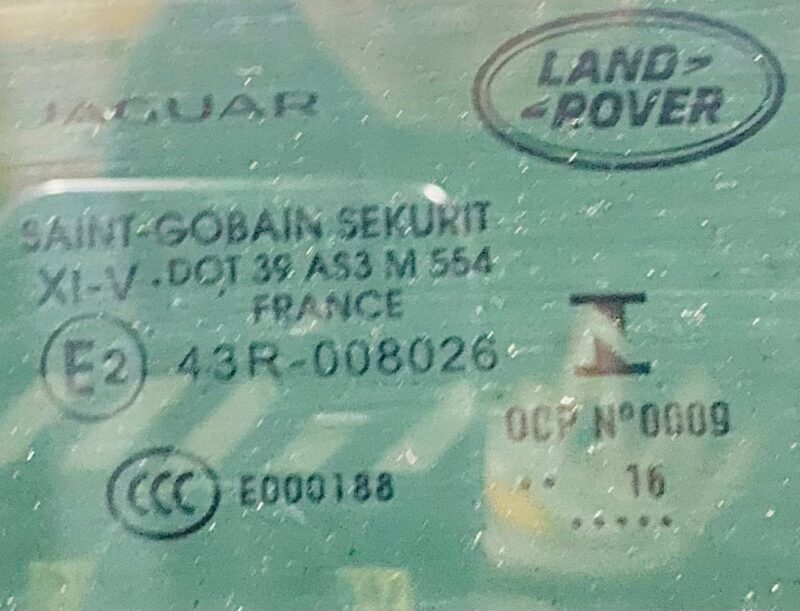 JAGUAR
LAND
ROVER
SAINT-GOBAIN SEKURIT
XI-V .DOT 39 AS3 M 554
FRANCE
E2 43R-008026
I
OCP N°0009
CCC E000188
.. 16
.....